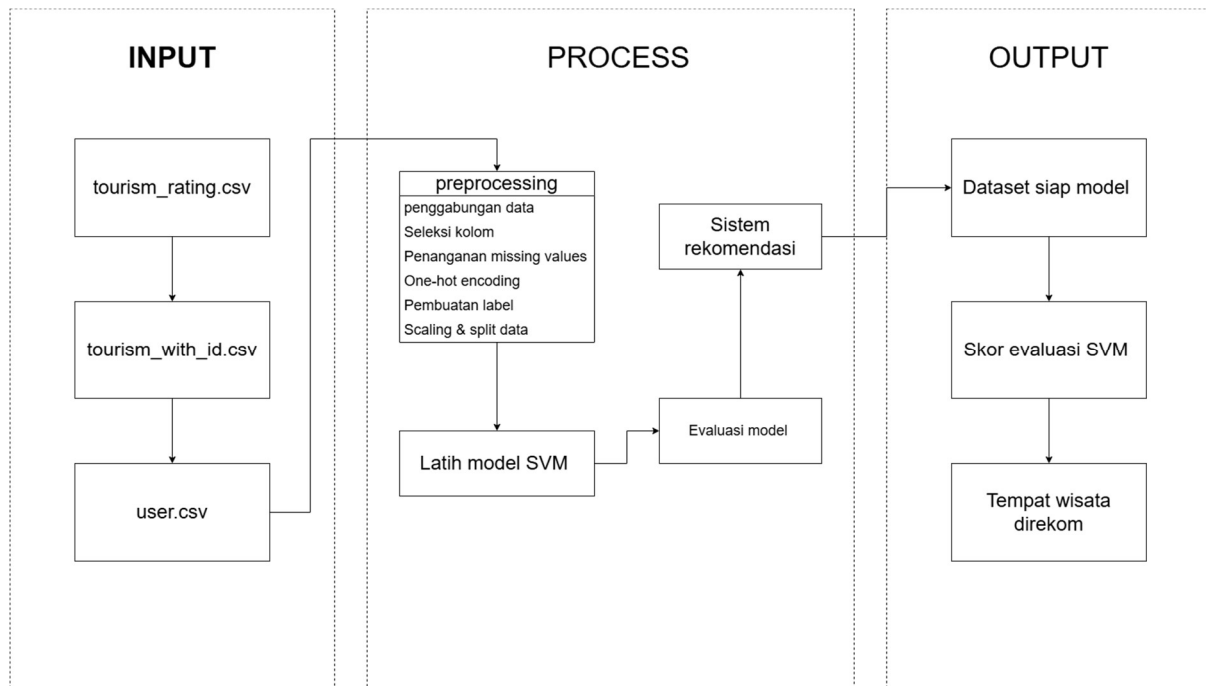 INPUT
tourism_rating.csv
tourism_with_id.csv
user.csv
PROCESS
preprocessing
penggabungan data
Seleksi kolom
Penanganan missing values
One-hot encoding
Pembuatan label
Scaling & split data
Latih model SVM
Evaluasi model
Sistem
rekomendasi
OUTPUT
Dataset siap model
Skor evaluasi SVM
Tempat wisata
direkom